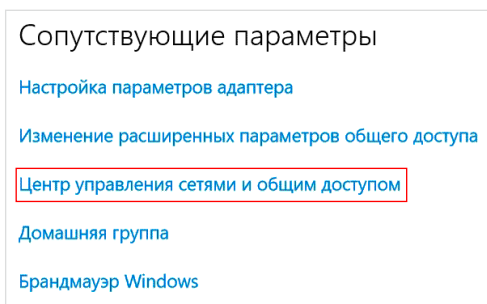 Сопутствующие параметры
Настройка параметров адаптера
Изменение расширенных параметров общего доступа
Центр управления сетями и общим доступом
Домашняя группа
Брандмауэр Windows